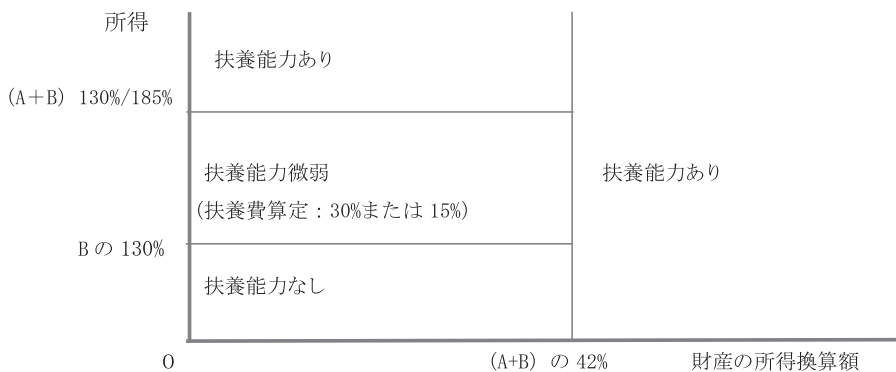 所得
扶養能力あり
(A＋B) 130%/185%
扶養能力微弱
扶養能力あり
(扶養費算定：30%または 15%)
B の 130%
扶養能力なし
O
(A+B) の 42%
財産の所得換算額